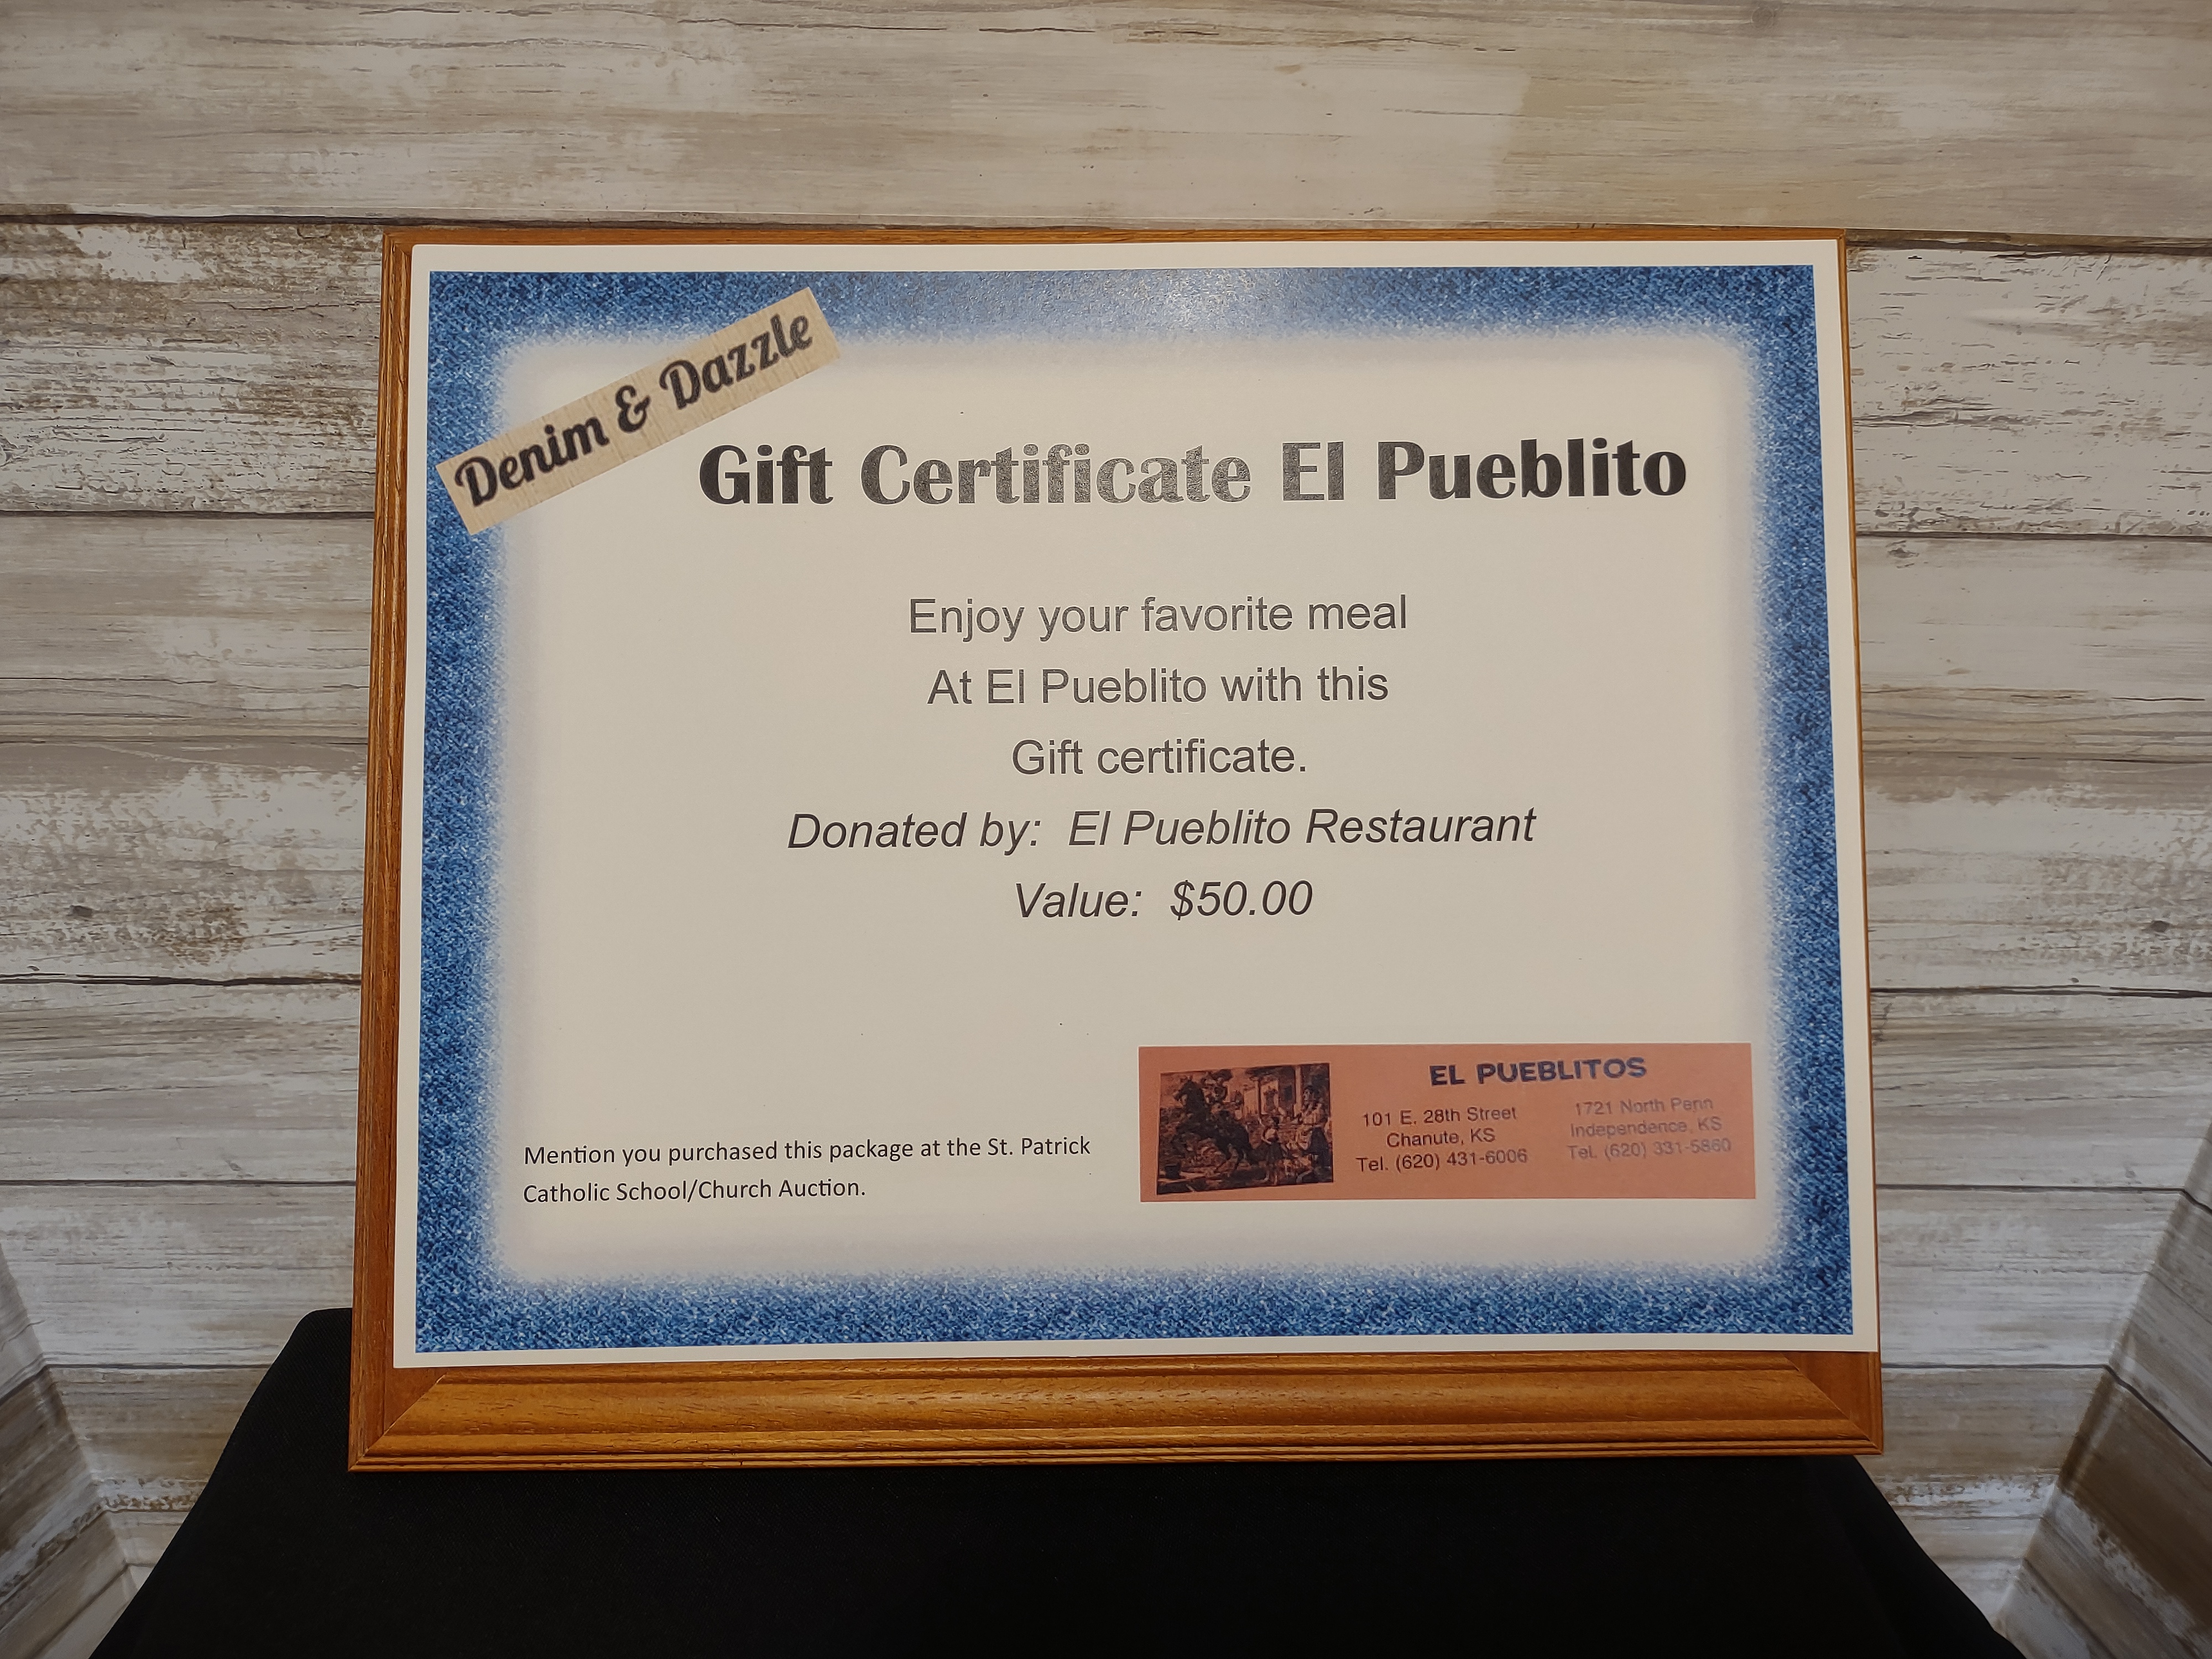 Denim & Dazzle
Gift Certificate El Pueblito
Enjoy your favorite meal
At El Pueblito with this
Gift certificate.
Donated by: El Pueblito Restaurant
Value: $50.00
Mention you purchased this package at the St. Patrick
Catholic School/Church Auction.
EL PUEBLITOS
101 E. 28th Street
Chanute, KS
Tel. (620) 431-6006
1721 North Penn
Independence, KS
Tel. (620) 331-5860